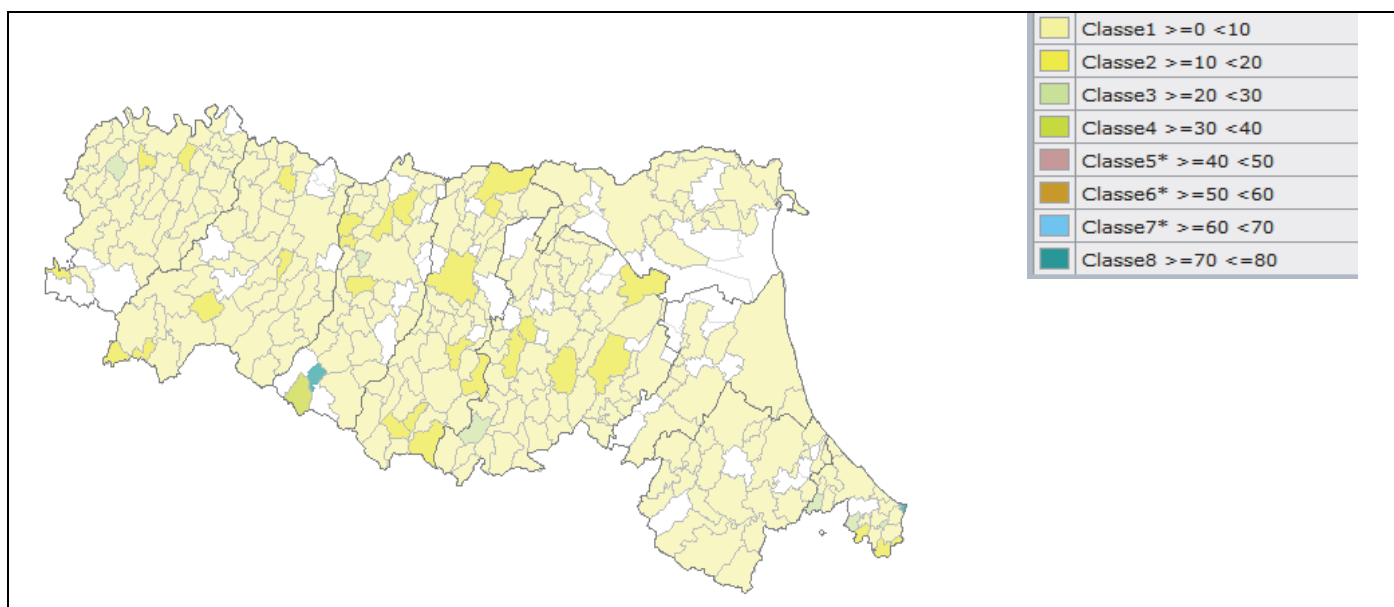 Classe1 >=0 <10
Classe2 >=10 <20
Classe3 >=20 <30
Classe4 >=30 <40
Classe5* >=40 <50
Classe6* >=50 <60
Classe7* >=60 <70
Classe8 >=70 <=80